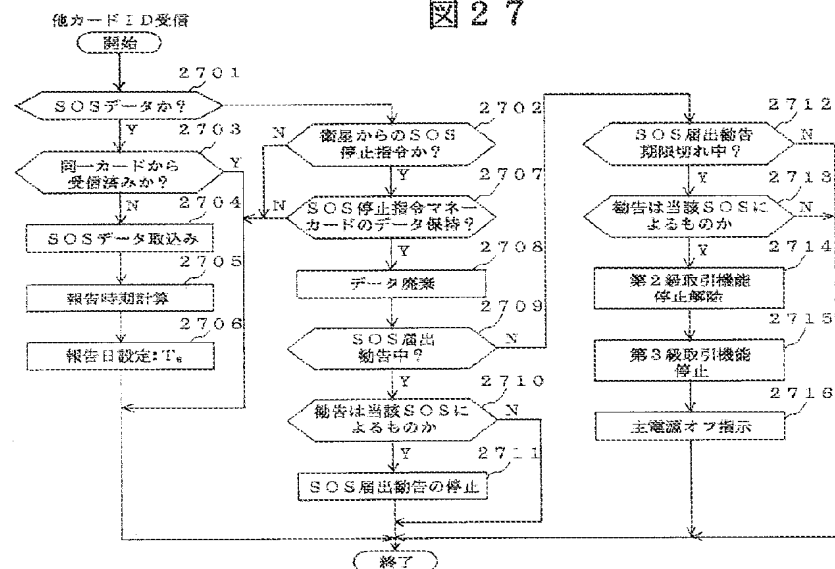 図27
他カードID受信
開始
2701
SOSデータか?
Y
2703
同一カードから
受信済みか?
Y
N
2704
SOSデータ取込み
2705
報告時期計算
2706
報告日設定:T₆
2702
衛星からのSOS
停止指令か?
N
Y
2707
SOS停止指令マネー
カードのデータ保持?
N
Y
2708
データ廃棄
2709
SOS届出
勧告中?
N
Y
2710
勧告は当該SOSに
よるものか
N
Y
2711
SOS届出勧告の停止
2712
SOS届出勧告
期限切れ中?
N
Y
2713
勧告は当該SOSに
よるものか
N
Y
2714
第2級取引機能
停止解除
2715
第3級取引機能
停止
2716
主電源オフ指示
終了